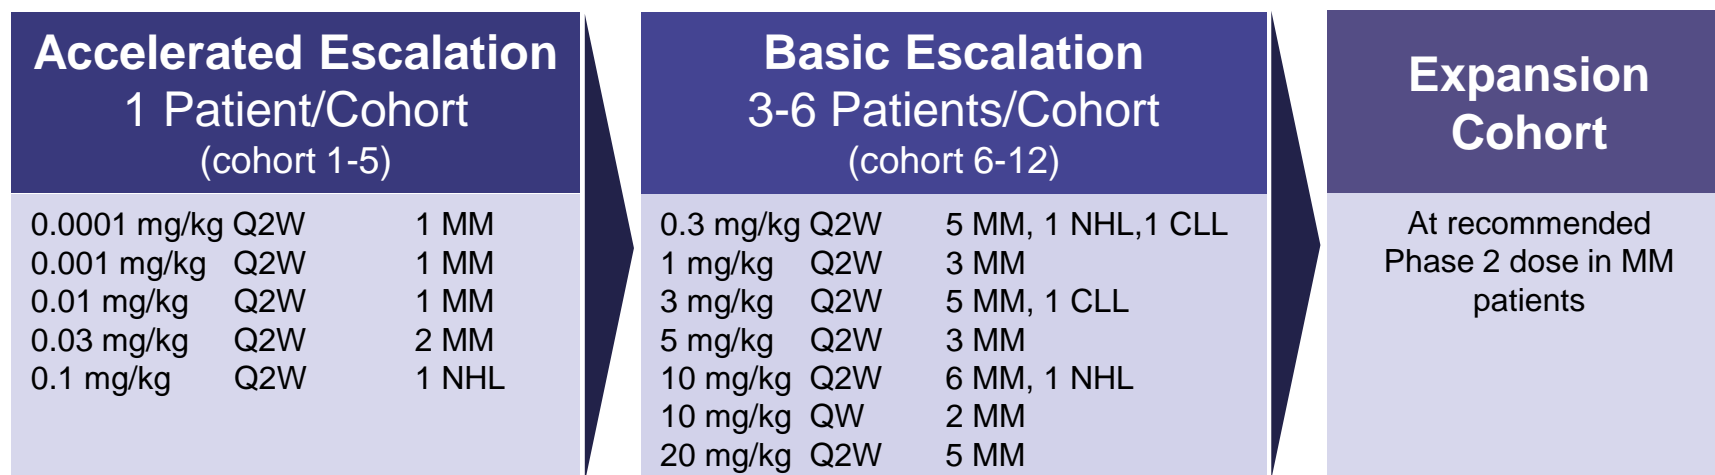 Accelerated Escalation
1 Patient/Cohort
(cohort 1-5)
0.0001 mg/kg Q2W 1 MM
0.001 mg/kg Q2W 1 MM
0.01 mg/kg Q2W 1 MM
0.03 mg/kg Q2W 2 MM
0.1 mg/kg Q2W 1 NHL
Basic Escalation
3-6 Patients/Cohort
(cohort 6-12)
0.3 mg/kg Q2W 5 MM, 1 NHL,1 CLL
1 mg/kg Q2W 3 MM
3 mg/kg Q2W 5 MM, 1 CLL
5 mg/kg Q2W 3 MM
10 mg/kg Q2W 6 MM, 1 NHL
10 mg/kg QW 2 MM
20 mg/kg Q2W 5 MM
Expansion
Cohort
At recommended
Phase 2 dose in MM
patients